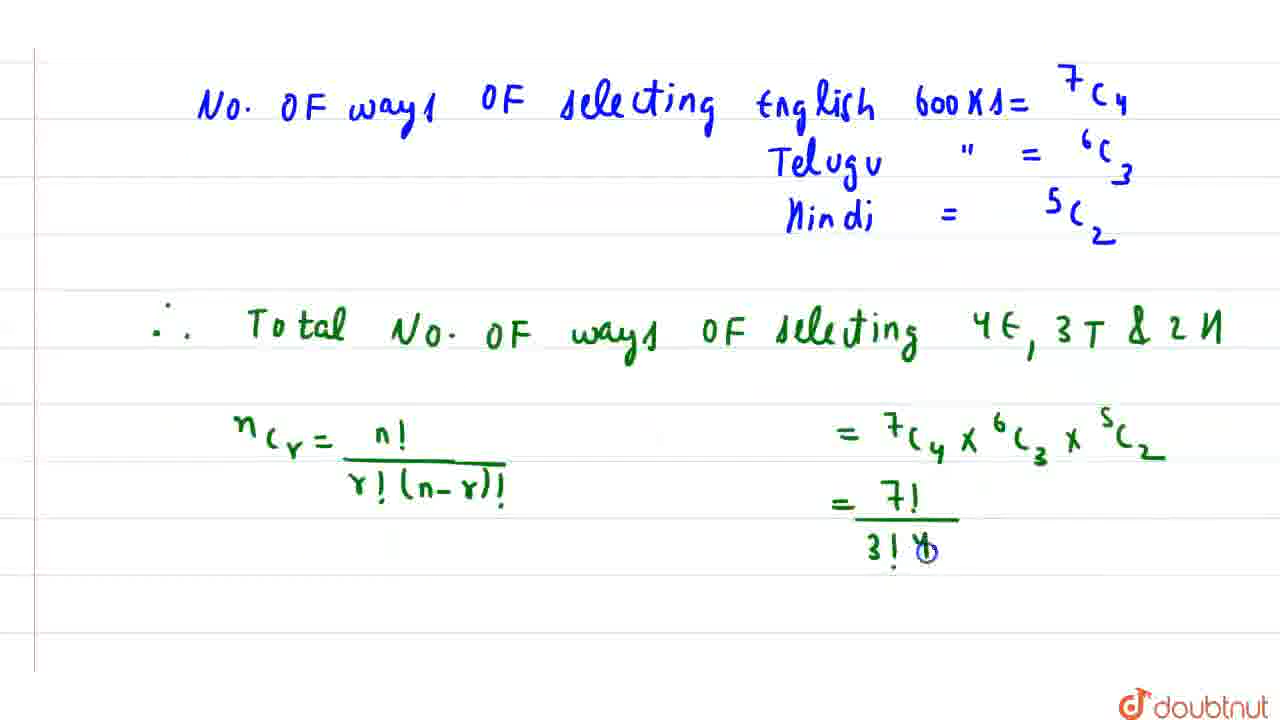 No. OF ways OF selecting English books = ⁷C₄
Telugu " = ⁶C₃
Hindi = ⁵C₂
∴ Total No. OF ways OF selecting 4E, 3T & 2H
ⁿCᵣ = n! / r!(n-r)!
= ⁷C₄ × ⁶C₃ × ⁵C₂
= 7! / 3! 4
doubtnut